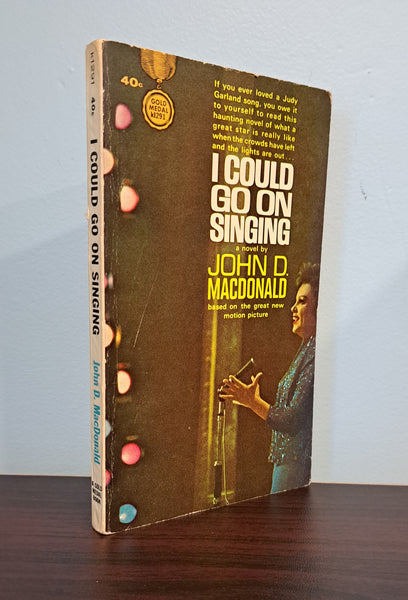 k1291 40c I COULD GO ON SINGING John D. MacDonald
40c
GOLD
MEDAL
k1291
If you ever loved a Judy
Garland song, you owe it
to yourself to read this
haunting novel of what a
great star is really like
when the crowds have left
and the lights are out...
I COULD
GO ON
SINGING
a novel by
JOHN D.
MACDONALD
based on the great new
motion picture